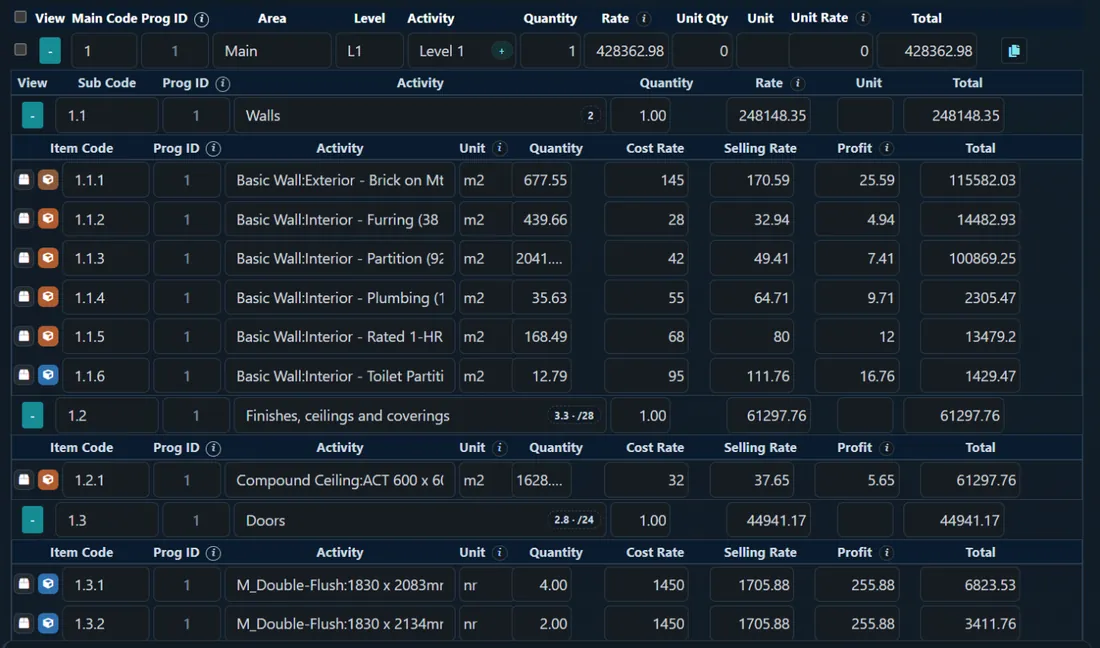 View Main Code Prog ID i Area Level Activity Quantity Rate i Unit Qty Unit Unit Rate i Total
- 1 1 Main L1 Level 1 + 1 428362.98 0 0 428362.98
View Sub Code Prog ID i Activity Quantity Rate i Unit Total
- 1.1 1 Walls 2 1.00 248148.35 248148.35
Item Code Prog ID i Activity Unit i Quantity Cost Rate Selling Rate Profit i Total
1.1.1 1 Basic Wall:Exterior - Brick on Mt m2 677.55 145 170.59 25.59 115582.03
1.1.2 1 Basic Wall:Interior - Furring (38 m2 439.66 28 32.94 4.94 14482.93
1.1.3 1 Basic Wall:Interior - Partition (92 m2 2041.... 42 49.41 7.41 100869.25
1.1.4 1 Basic Wall:Interior - Plumbing (1 m2 35.63 55 64.71 9.71 2305.47
1.1.5 1 Basic Wall:Interior - Rated 1-HR m2 168.49 68 80 12 13479.2
1.1.6 1 Basic Wall:Interior - Toilet Partiti m2 12.79 95 111.76 16.76 1429.47
- 1.2 1 Finishes, ceilings and coverings 3.3 - /28 1.00 61297.76 61297.76
Item Code Prog ID i Activity Unit i Quantity Cost Rate Selling Rate Profit i Total
1.2.1 1 Compound Ceiling:ACT 600 x 60 m2 1628.... 32 37.65 5.65 61297.76
- 1.3 1 Doors 2.8 - /24 1.00 44941.17 44941.17
Item Code Prog ID i Activity Unit i Quantity Cost Rate Selling Rate Profit i Total
1.3.1 1 M_Double-Flush:1830 x 2083mr nr 4.00 1450 1705.88 255.88 6823.53
1.3.2 1 M_Double-Flush:1830 x 2134mr nr 2.00 1450 1705.88 255.88 3411.76